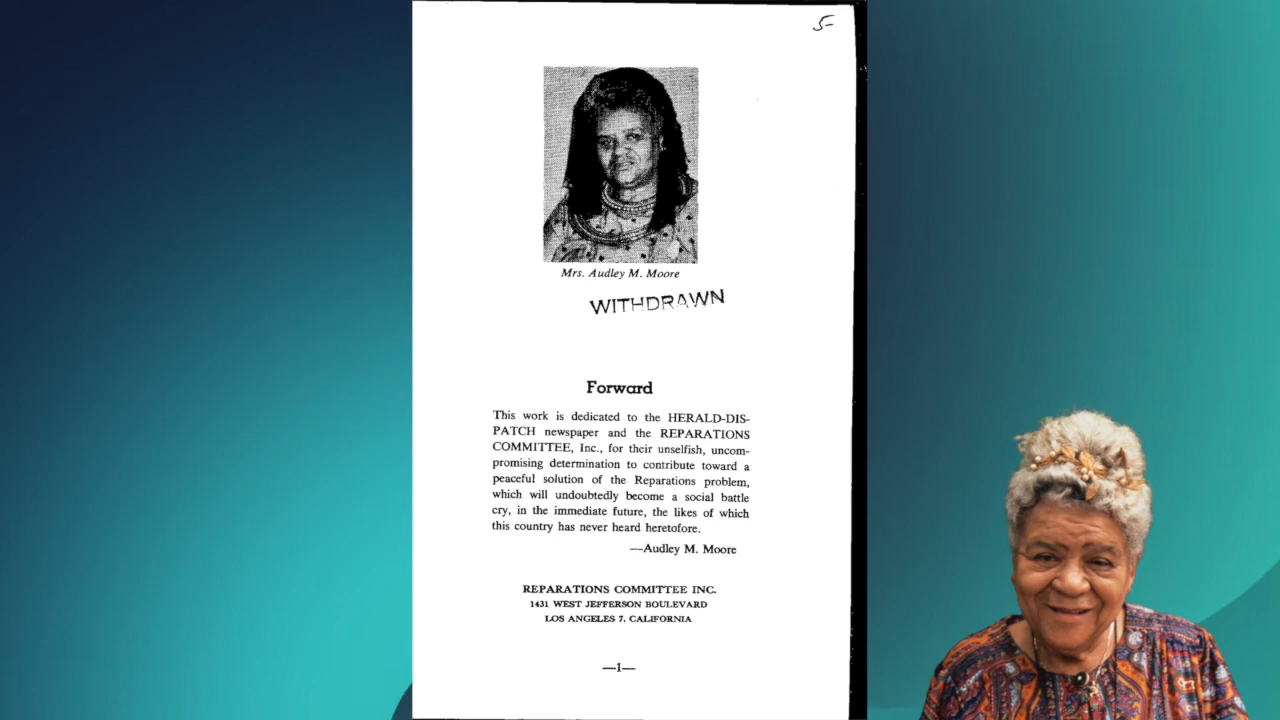 5-
Mrs. Audley M. Moore
WITHDRAWN
Forward
This work is dedicated to the HERALD-DIS-
PATCH newspaper and the REPARATIONS
COMMITTEE, Inc., for their unselfish, uncom-
promising determination to contribute toward a
peaceful solution of the Reparations problem,
which will undoubtedly become a social battle
cry, in the immediate future, the likes of which
this country has never heard heretofore.
—Audley M. Moore
REPARATIONS COMMITTEE INC.
1431 WEST JEFFERSON BOULEVARD
LOS ANGELES 7, CALIFORNIA
—1—